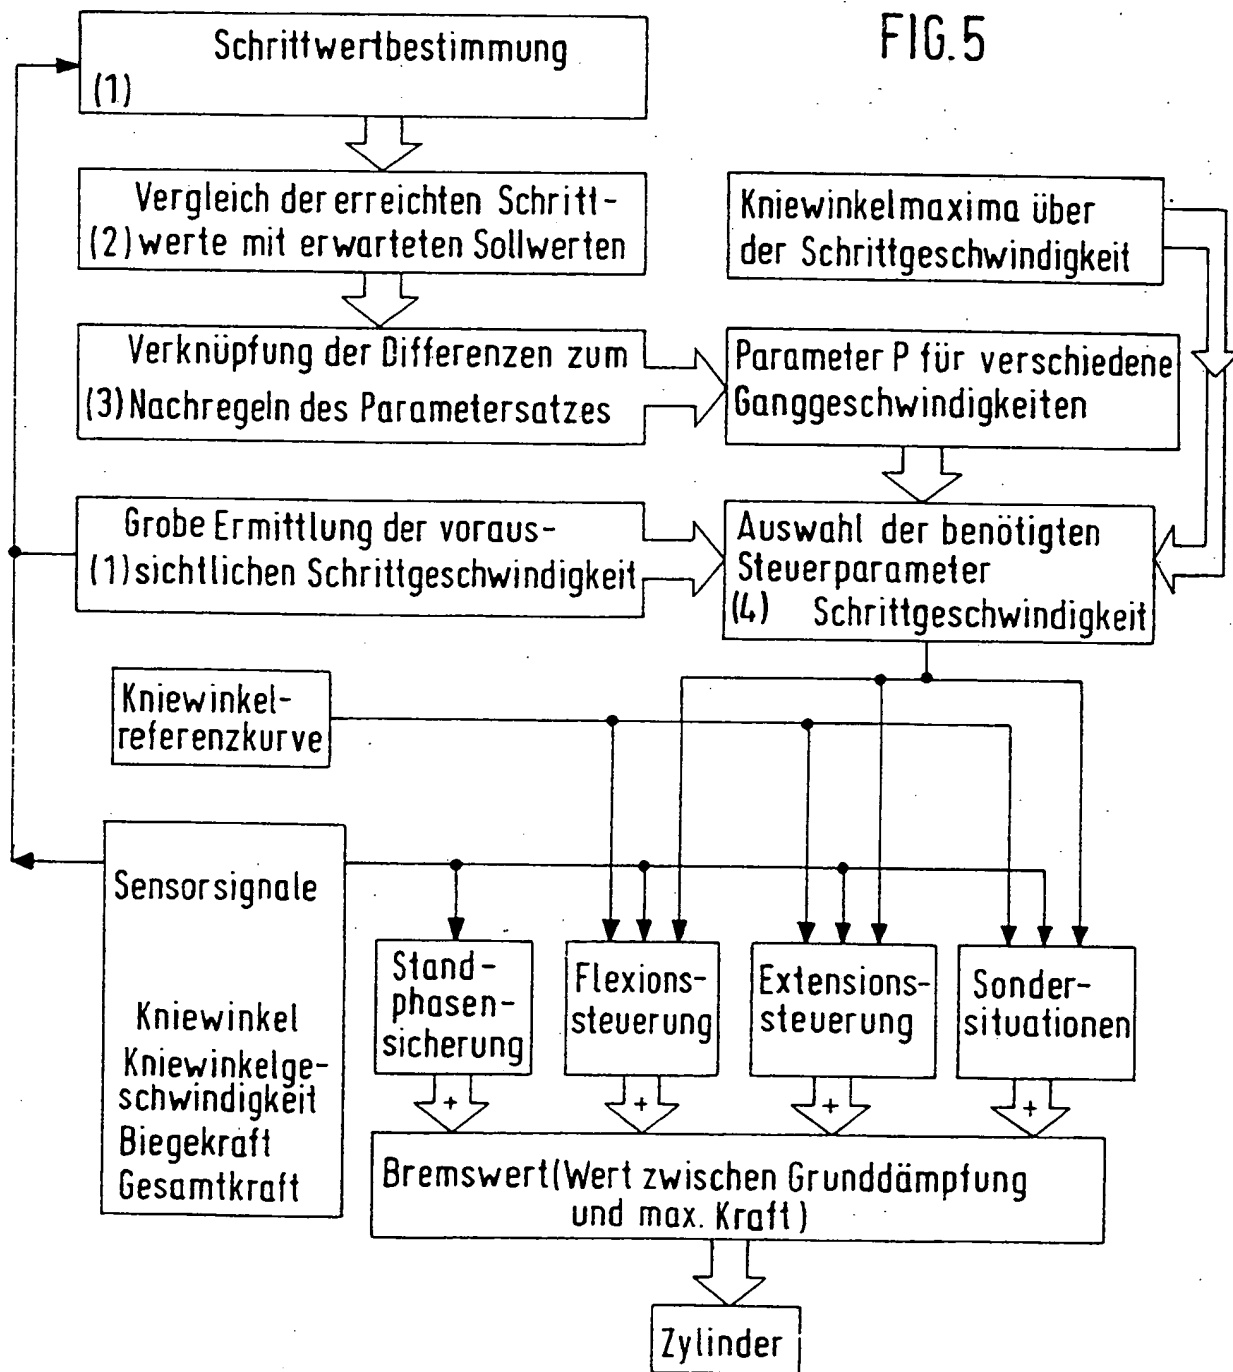 FIG.5
Schrittwertbestimmung
(1)
Vergleich der erreichten Schritt-
(2) werte mit erwarteten Sollwerten
Kniewinkelmaxima über
der Schrittgeschwindigkeit
Verknüpfung der Differenzen zum
(3) Nachregeln des Parametersatzes
Parameter P für verschiedene
Ganggeschwindigkeiten
Grobe Ermittlung der voraus-
(1) sichtlichen Schrittgeschwindigkeit
Auswahl der benötigten
Steuerparameter
(4) Schrittgeschwindigkeit
Kniewinkel-
referenzkurve
Sensorsignale
Kniewinkel
Kniewinkelge-
schwindigkeit
Biegekraft
Gesamtkraft
Stand-
phasen-
sicherung
Flexions-
steuerung
Extensions-
steuerung
Sonder-
situationen
+ + + +
Bremswert (Wert zwischen Grunddämpfung
und max. Kraft)
Zylinder